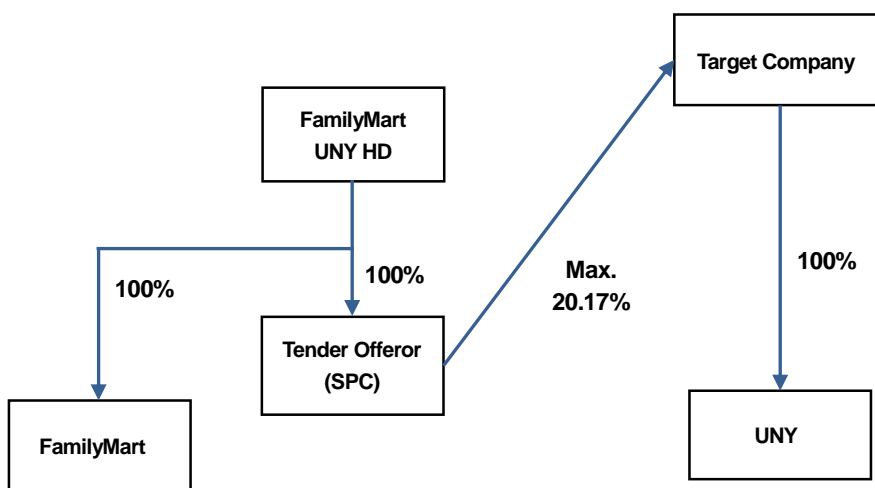 Target Company
FamilyMart
UNY HD
100%
100%
Max.
20.17%
100%
Tender Offeror
(SPC)
FamilyMart
UNY